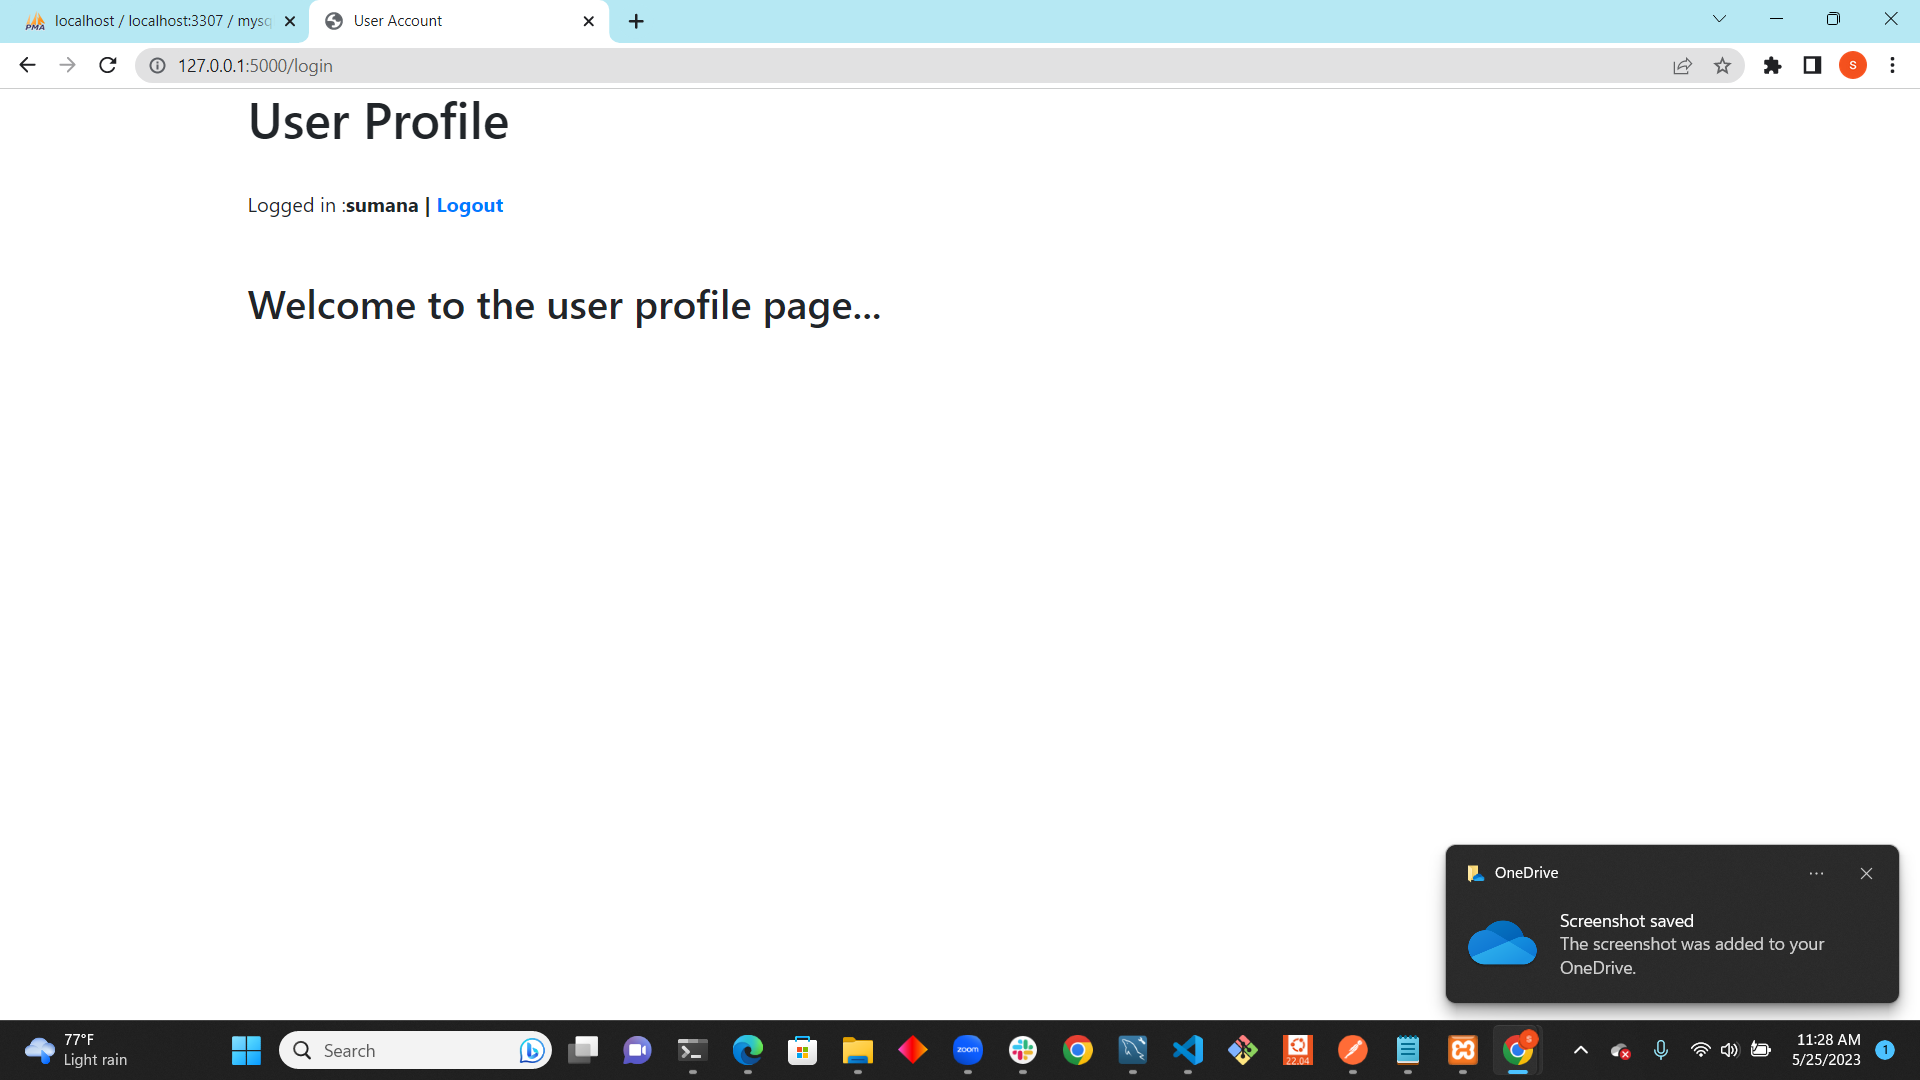 PMA
localhost / localhost:3307 / mysq
User Account
127.0.0.1:5000/login
S
User Profile
Logged in :sumana | Logout
Welcome to the user profile page...
OneDrive
Screenshot saved
The screenshot was added to your
OneDrive.
77°F
Light rain
Search
zoom
22.04
S
11:28 AM
5/25/2023
1